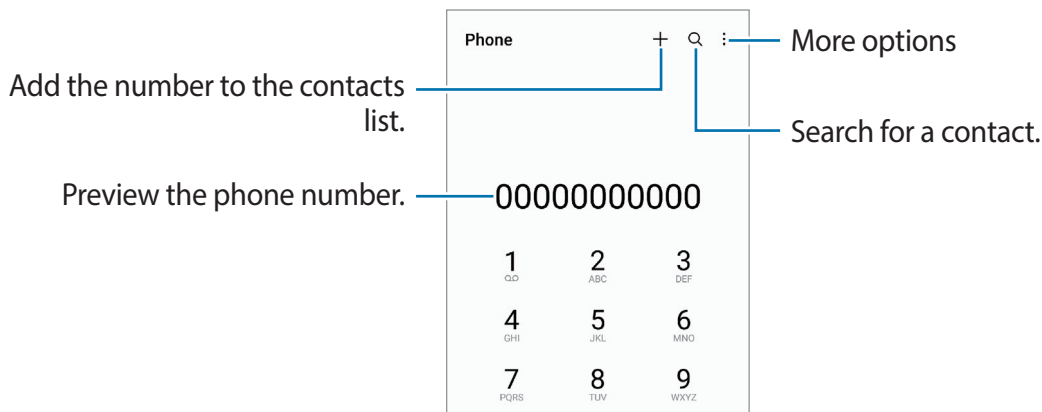 Phone
More options
Add the number to the contacts
list.
Search for a contact.
Preview the phone number.
00000000000
1 2 3
ABC DEF
4 5 6
GHI JKL MNO
7 8 9
PQRS TUV WXYZ